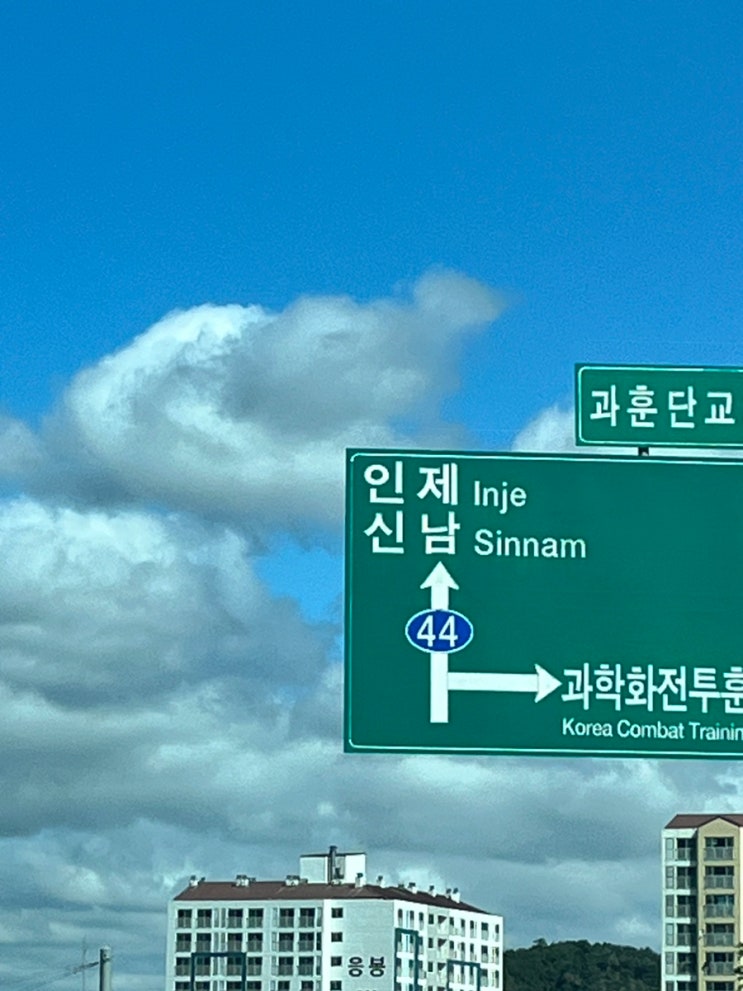 과훈단교
인제 Inje
신남 Sinnam
44
과학화전투훈
Korea Combat Trainin
응봉